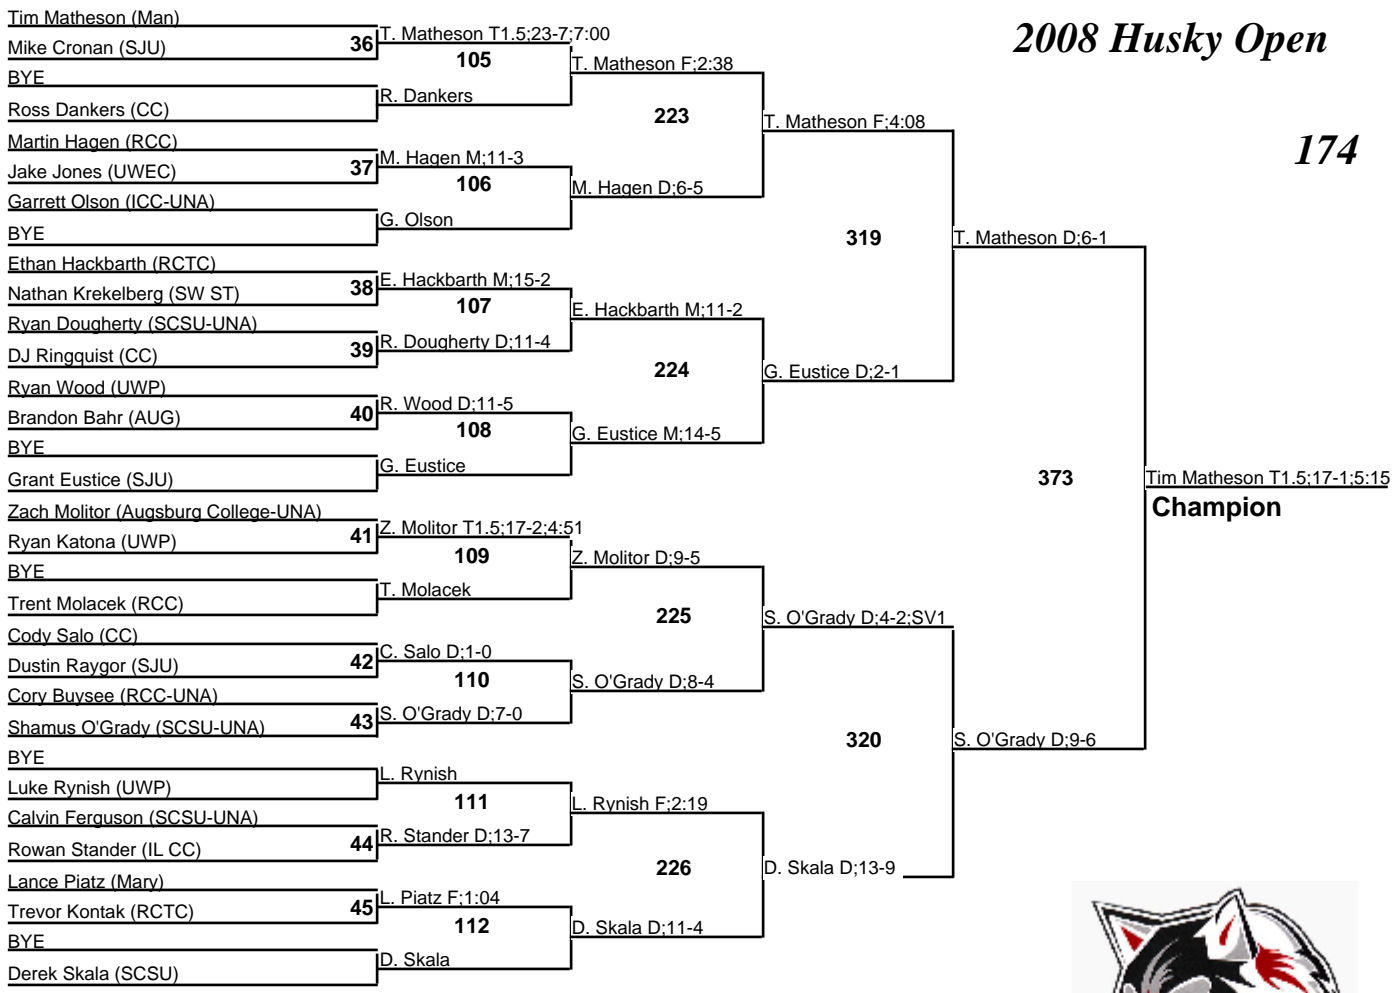 2008 Husky Open
174
Tim Matheson (Man)
Mike Cronan (SJU)
BYE
Ross Dankers (CC)
Martin Hagen (RCC)
Jake Jones (UWEC)
Garrett Olson (ICC-UNA)
BYE
Ethan Hackbarth (RCTC)
Nathan Krekelberg (SW ST)
Ryan Dougherty (SCSU-UNA)
DJ Ringquist (CC)
Ryan Wood (UWP)
Brandon Bahr (AUG)
BYE
Grant Eustice (SJU)
Zach Molitor (Augsburg College-UNA)
Ryan Katona (UWP)
BYE
Trent Molacek (RCC)
Cody Salo (CC)
Dustin Raygor (SJU)
Cory Buysee (RCC-UNA)
Shamus O'Grady (SCSU-UNA)
BYE
Luke Rynish (UWP)
Calvin Ferguson (SCSU-UNA)
Rowan Stander (IL CC)
Lance Piatz (Mary)
Trevor Kontak (RCTC)
BYE
Derek Skala (SCSU)
36
37
38
39
40
41
42
43
44
45
T. Matheson T1.5;23-7;7:00
105
R. Dankers
M. Hagen M;11-3
106
G. Olson
E. Hackbarth M;15-2
107
R. Dougherty D;11-4
R. Wood D;11-5
108
G. Eustice
Z. Molitor T1.5;17-2;4:51
109
T. Molacek
C. Salo D;1-0
110
S. O'Grady D;7-0
L. Rynish
111
R. Stander D;13-7
L. Piatz F;1:04
112
D. Skala
T. Matheson F;2:38
223
M. Hagen D;6-5
E. Hackbarth M;11-2
224
G. Eustice M;14-5
Z. Molitor D;9-5
225
S. O'Grady D;8-4
L. Rynish F;2:19
226
D. Skala D;11-4
T. Matheson F;4:08
319
G. Eustice D;2-1
S. O'Grady D;4-2;SV1
320
D. Skala D;13-9
T. Matheson D;6-1
373
S. O'Grady D;9-6
Tim Matheson T1.5;17-1;5:15
Champion